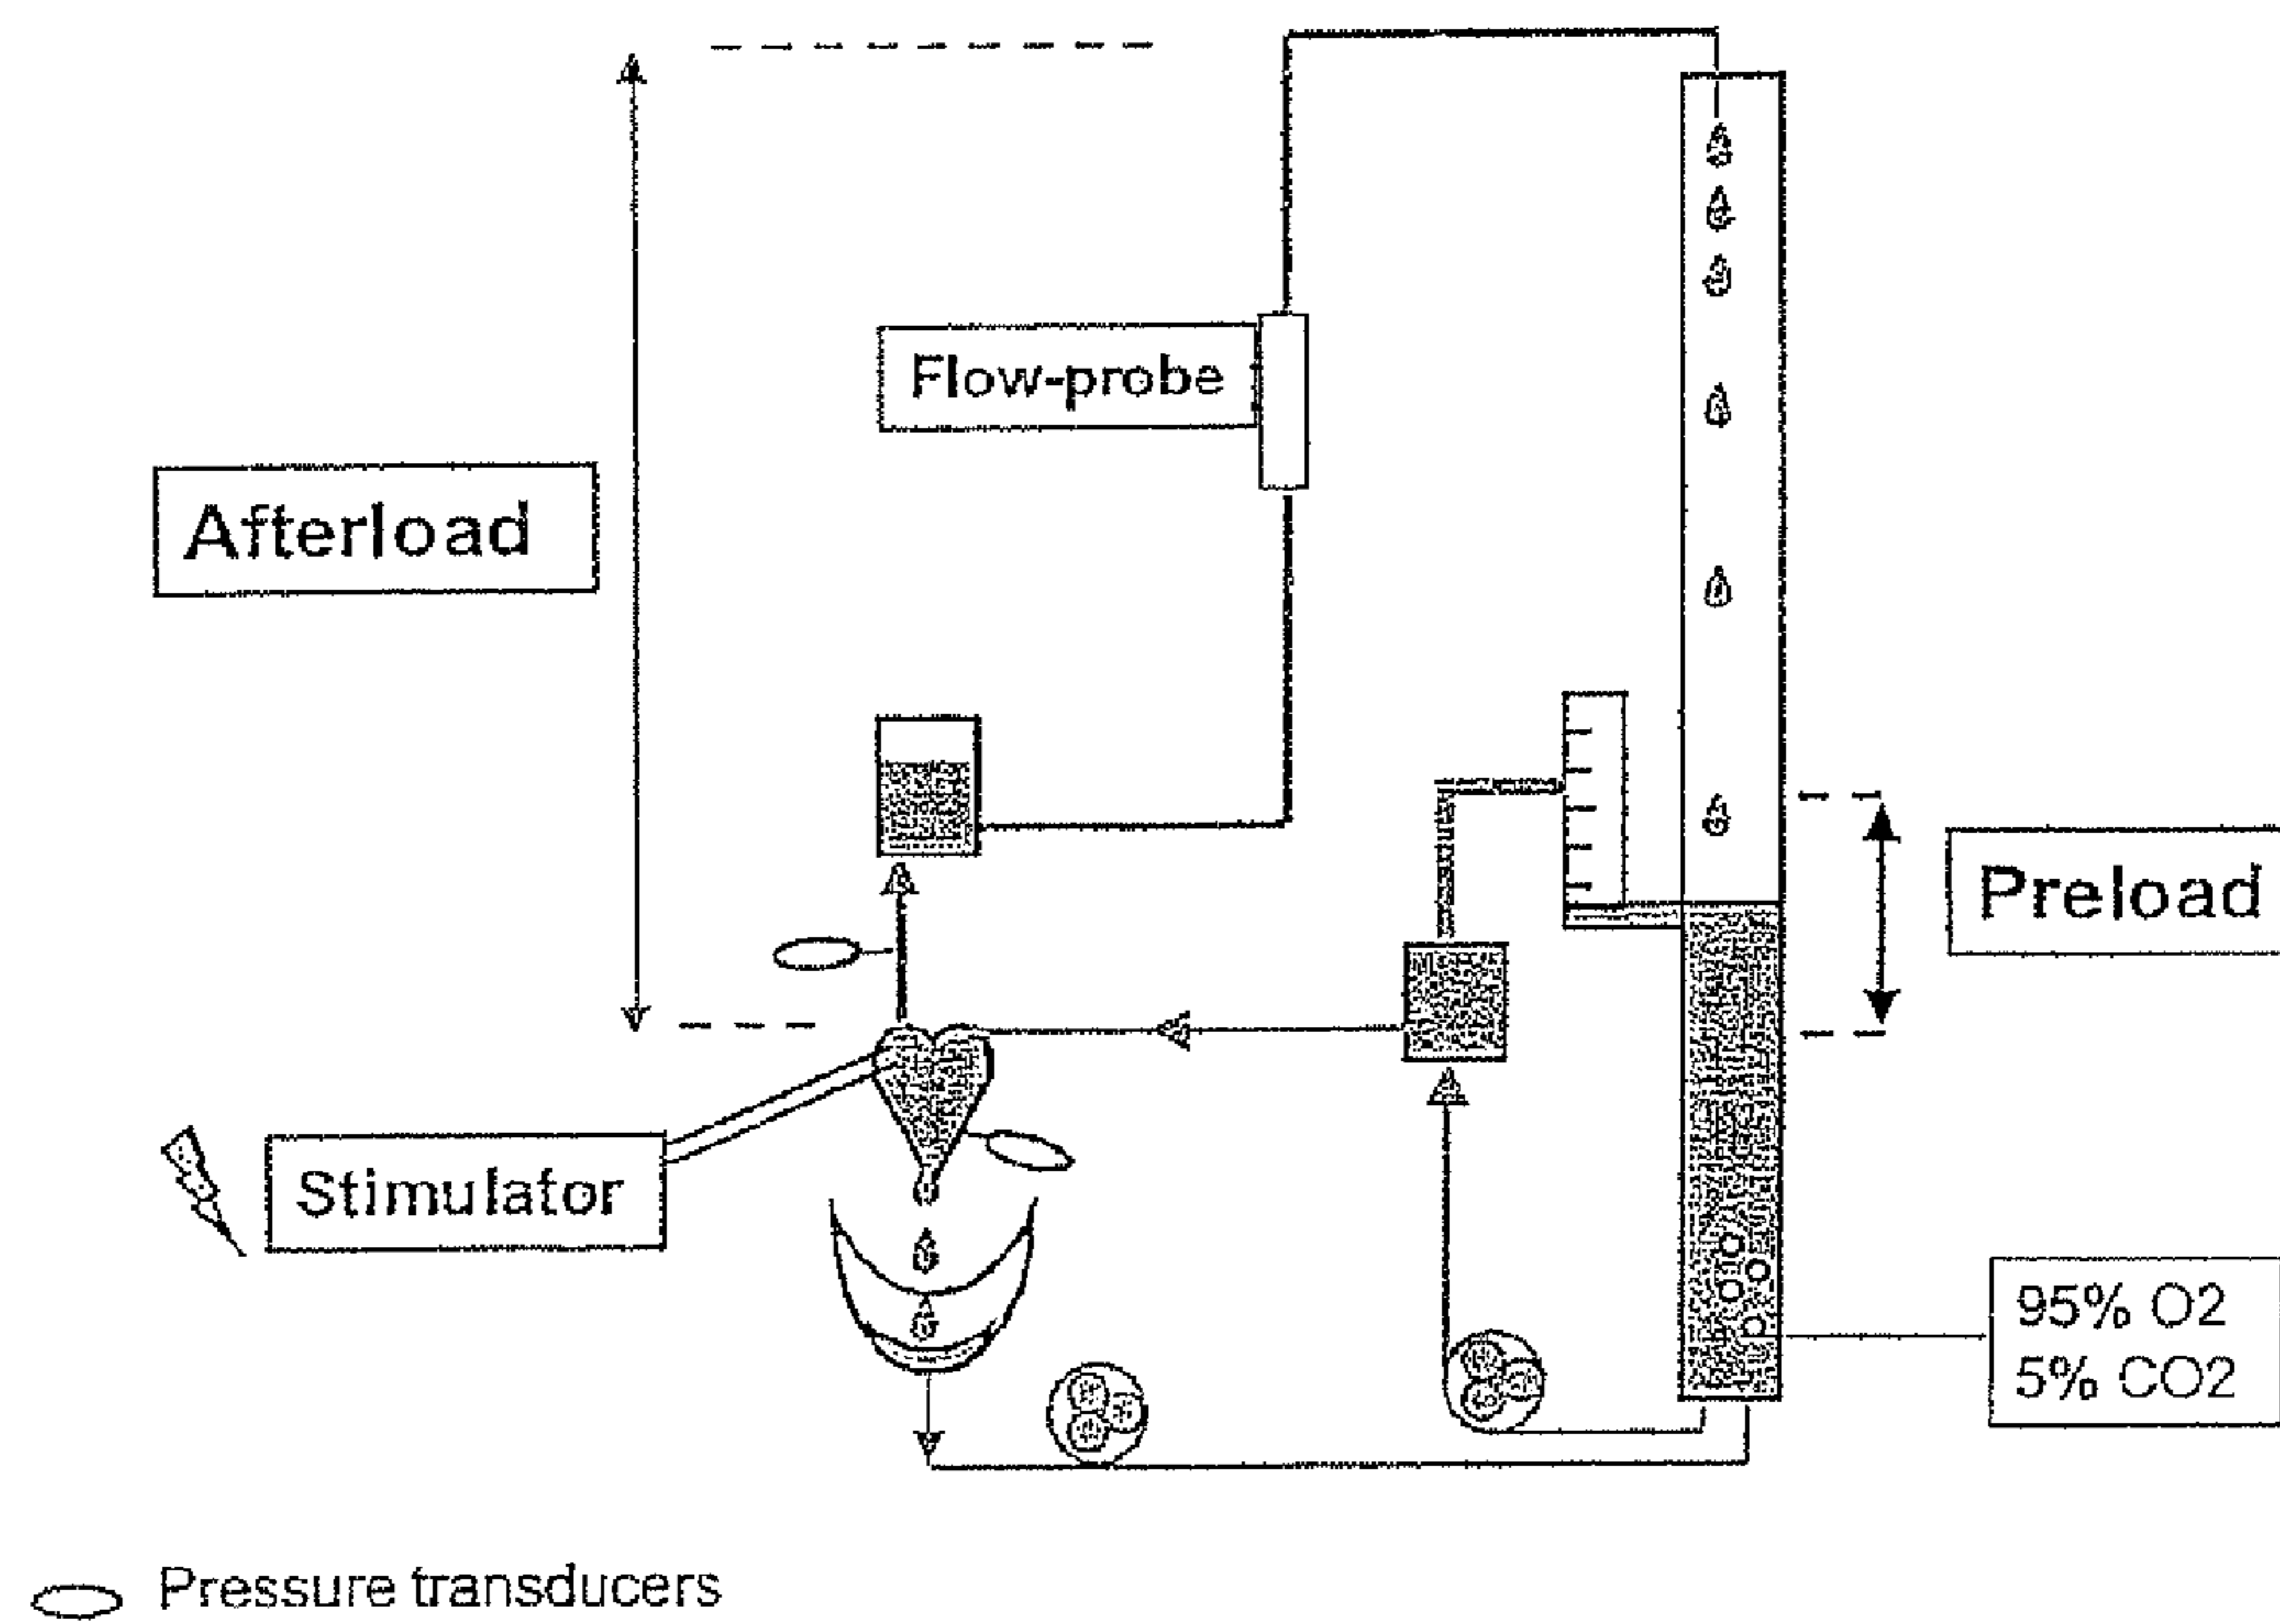 Flow-probe
Afterload
Preload
Stimulator
95% O2
5% CO2
Pressure transducers